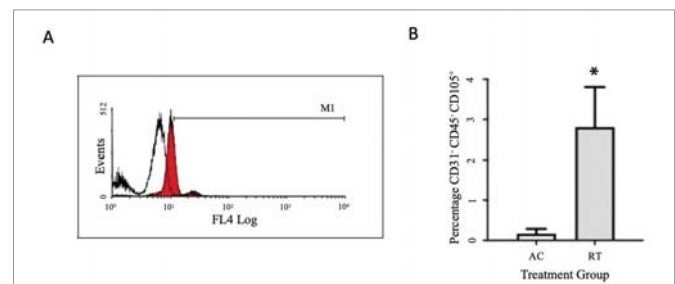 A
B
M1
512
Events
0
10⁰ 10¹ 10² 10³ 10⁴
FL4 Log
*
Percentage CD31⁻ CD45⁻ CD105⁺
4
3
2
1
0
AC RT
Treatment Group